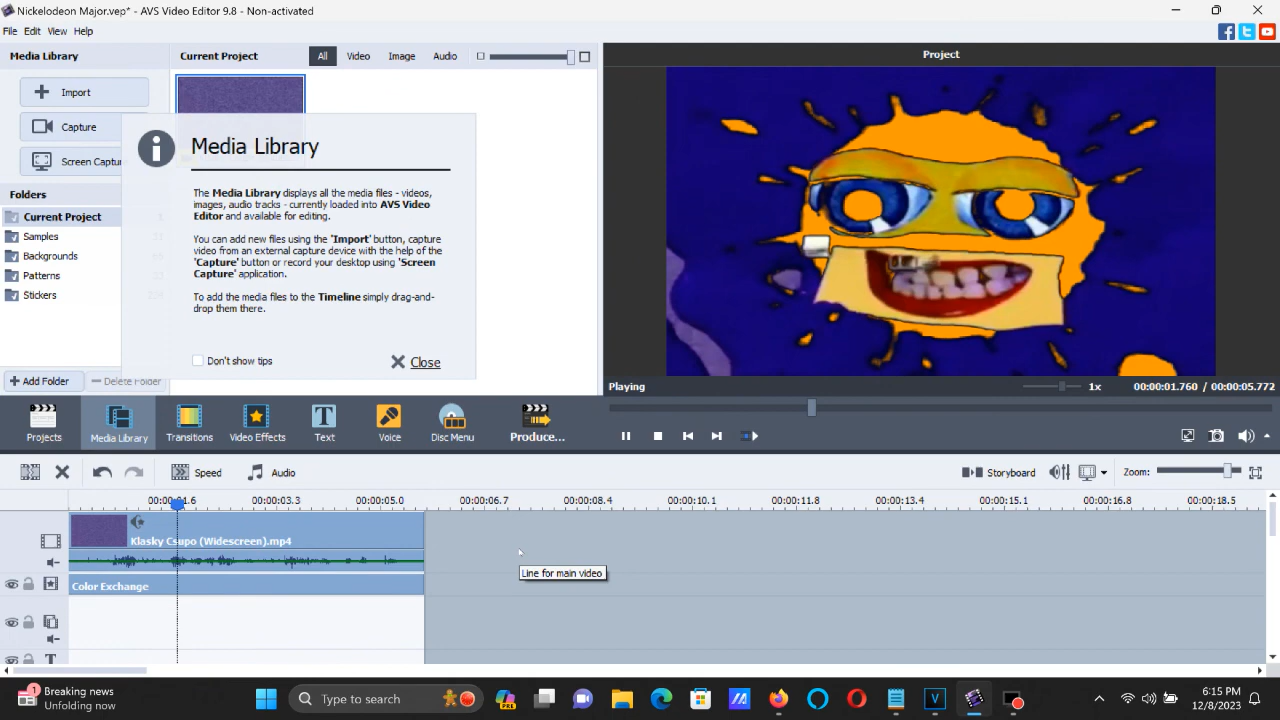 Nickelodeon Major.vep* - AVS Video Editor 9.8 - Non-activated
File Edit View Help
Media Library
Current Project
All Video Image Audio
Project
Import
Capture
Screen Captu
Folders
Current Project
Samples
Backgrounds
Patterns
Stickers
Media Library
The Media Library displays all the media files - videos,
images, audio tracks - currently loaded into AVS Video
Editor and available for editing.
You can add new files using the 'Import' button, capture
video from an external capture device with the help of the
'Capture' button or record your desktop using 'Screen
Capture' application.
To add the media files to the Timeline simply drag-and-
drop them there.
Don't show tips
Close
Add Folder
Delete Folder
Playing
1x
00:00:01.760 / 00:00:05.772
Projects
Media Library
Transitions
Video Effects
Text
Voice
Disc Menu
Produce...
Speed
Audio
Storyboard
Zoom:
00:00:01.6 00:00:03.3 00:00:05.0 00:00:06.7 00:00:08.4 00:00:10.1 00:00:11.8 00:00:13.4 00:00:15.1 00:00:16.8 00:00:18.5
Klasky Csupo (Widescreen).mp4
Line for main video
Color Exchange
T
1
Breaking news
Unfolding now
Type to search
PRE
V
6:15 PM
12/8/2023